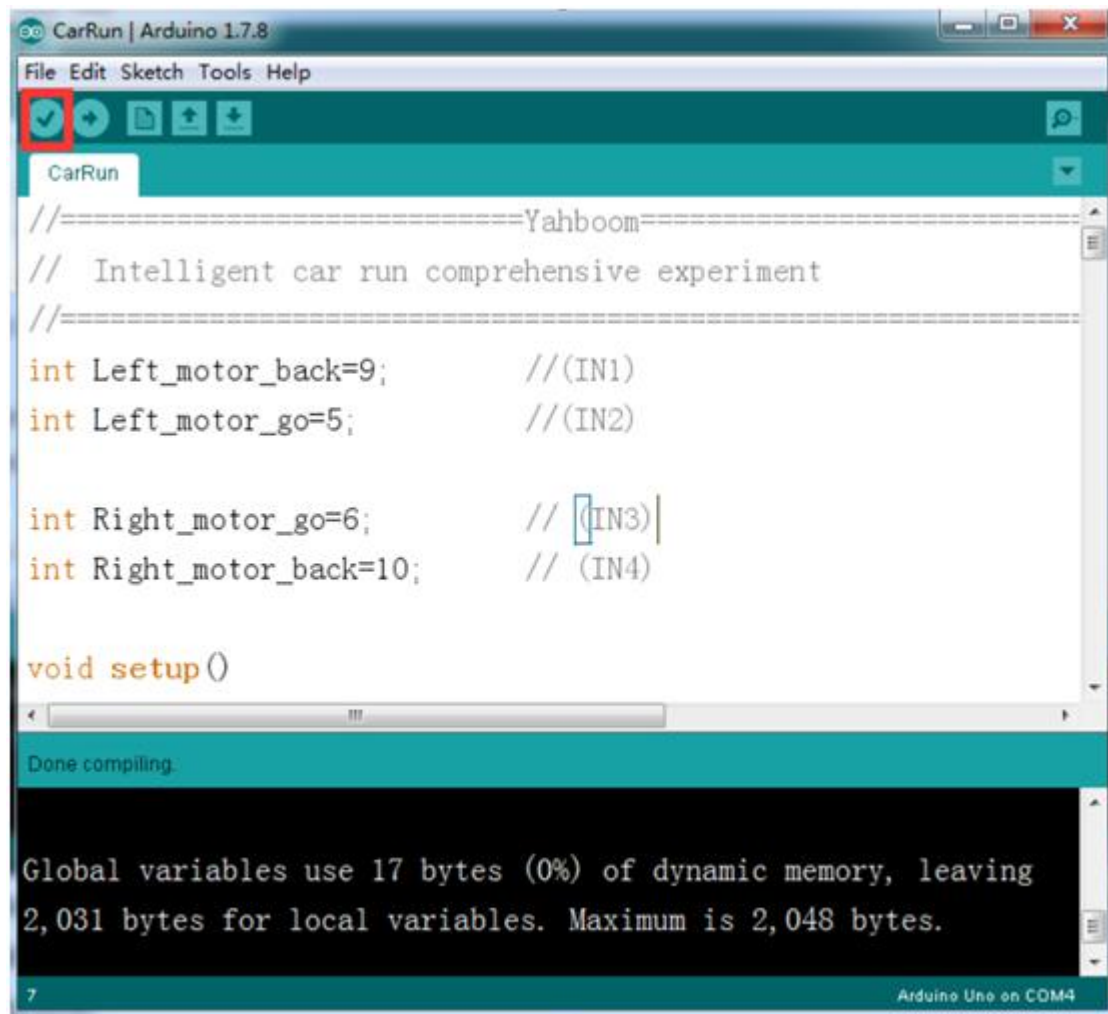 CarRun | Arduino 1.7.8
File Edit Sketch Tools Help
CarRun
//============================Yahboom===========================
//  Intelligent car run comprehensive experiment
//===============================================================
int Left_motor_back=9;         //(IN1)
int Left_motor_go=5;           //(IN2)
int Right_motor_go=6;          // (IN3)
int Right_motor_back=10;       // (IN4)
void setup()
Done compiling.
Global variables use 17 bytes (0%) of dynamic memory, leaving
2,031 bytes for local variables. Maximum is 2,048 bytes.
7 Arduino Uno on COM4